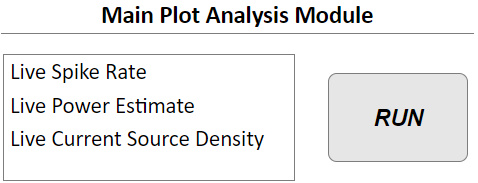 Main Plot Analysis Module
Live Spike Rate
Live Power Estimate
Live Current Source Density
RUN